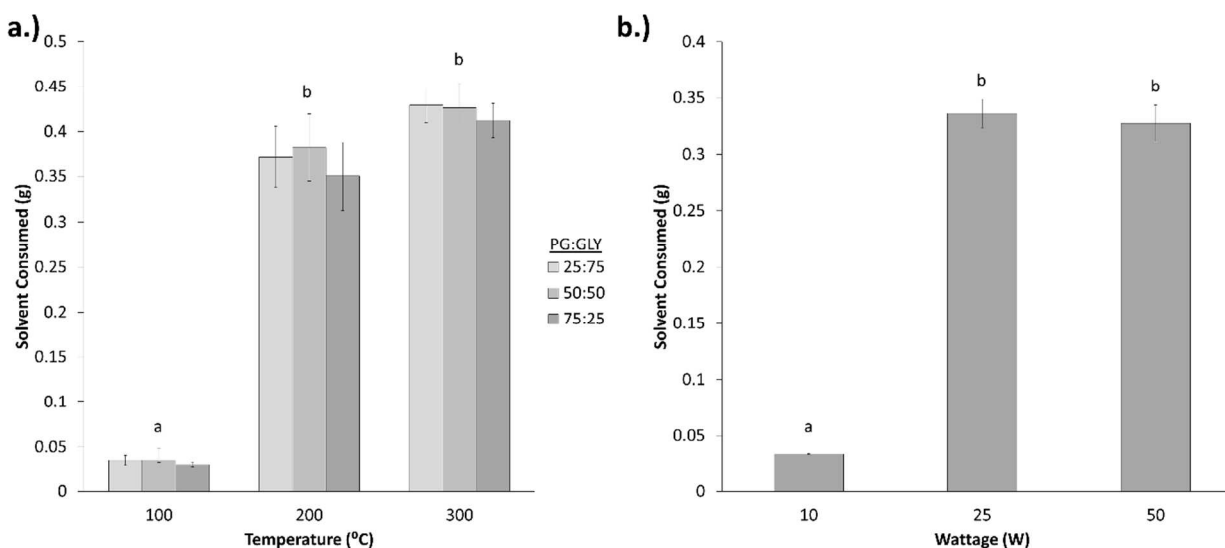 a.)
0.5
0.45
0.4
0.35
0.3
0.25
0.2
0.15
0.1
0.05
0
Solvent Consumed (g)
a
b
b
100
200
300
Temperature (⁰C)
PG:GLY
25:75
50:50
75:25
b.)
0.4
0.35
0.3
0.25
0.2
0.15
0.1
0.05
0
Solvent Consumed (g)
a
b
b
10
25
50
Wattage (W)